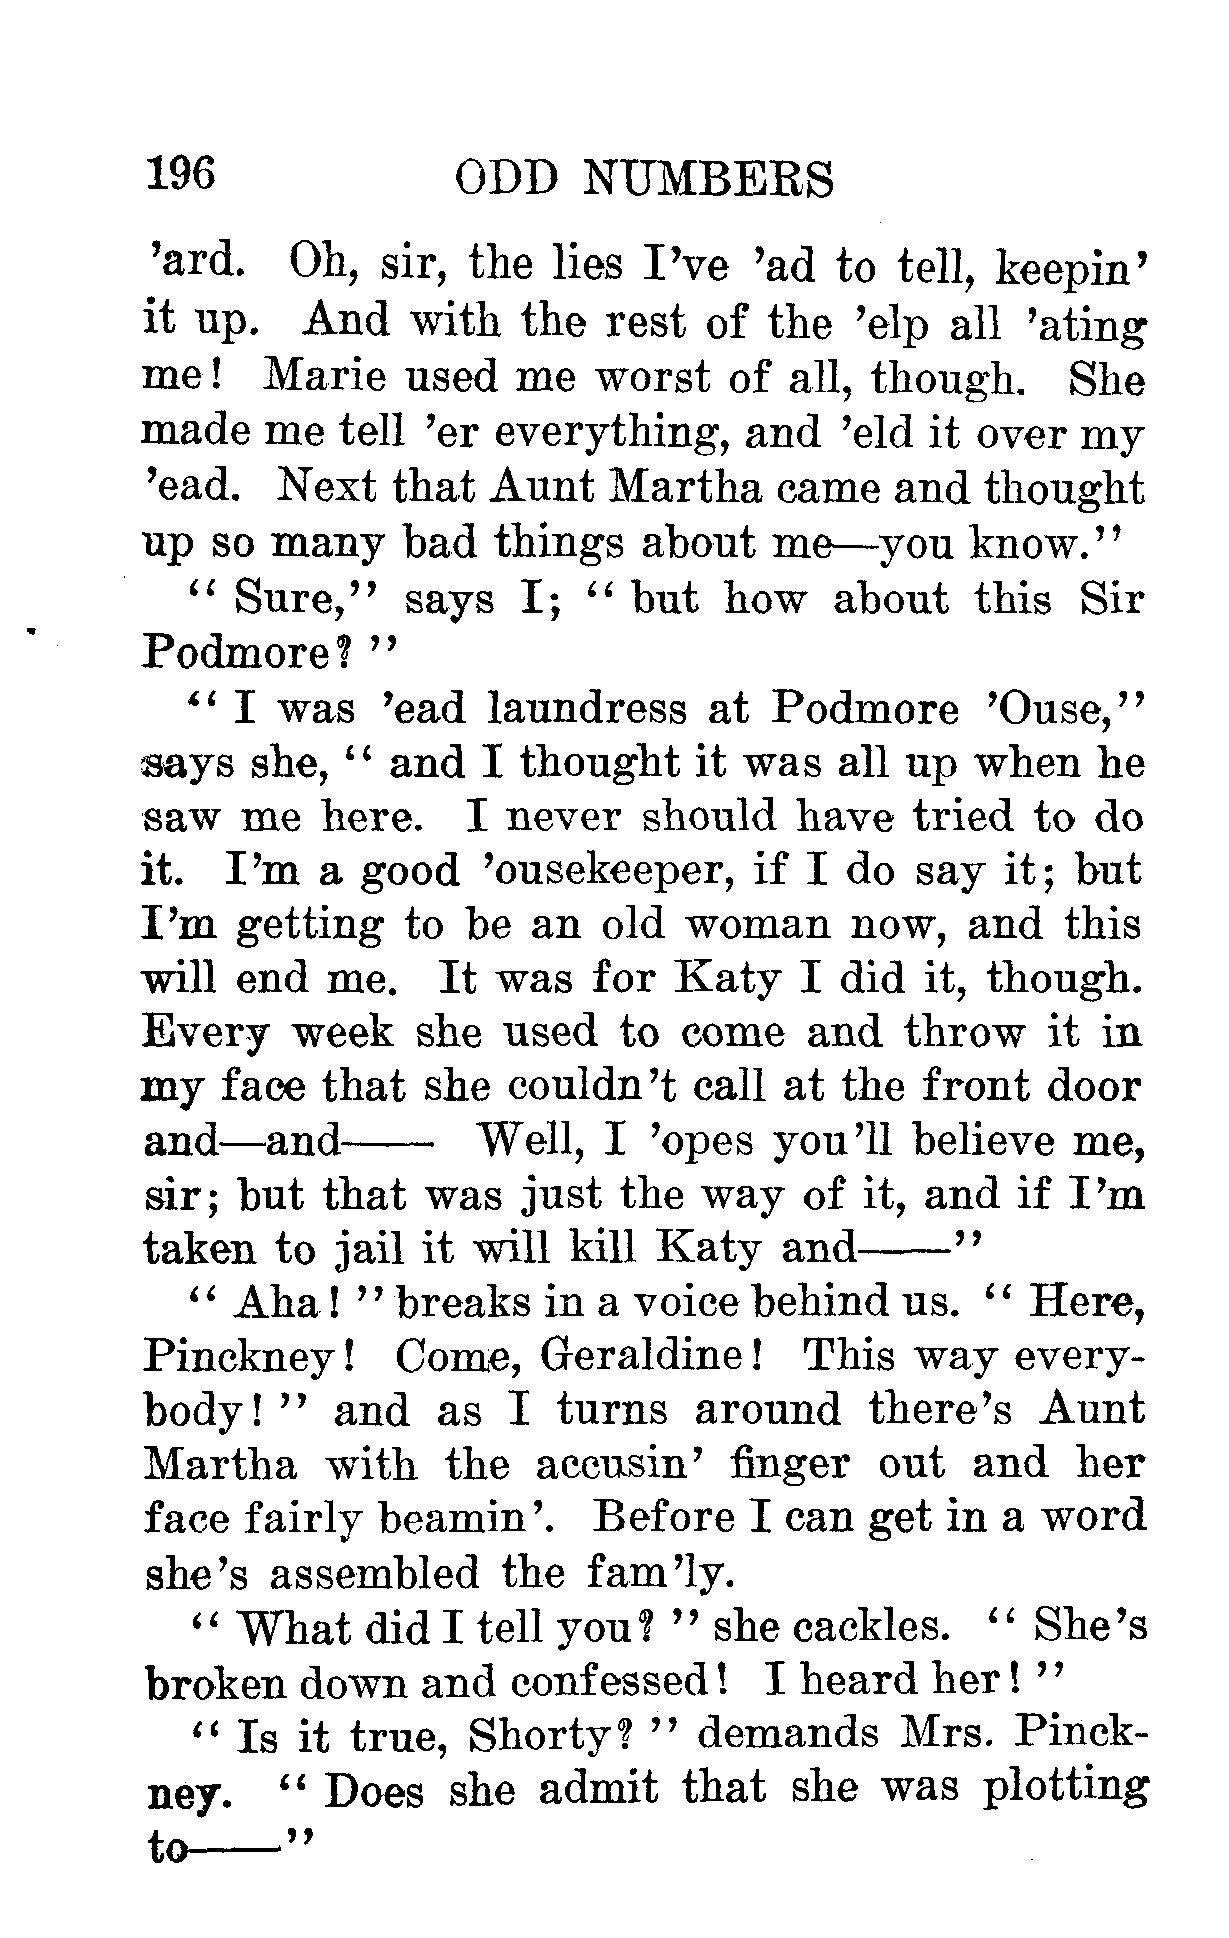 196 ODD NUMBERS
'ard. Oh, sir, the lies I've 'ad to tell, keepin'
it up. And with the rest of the 'elp all 'ating
me! Marie used me worst of all, though. She
made me tell 'er everything, and 'eld it over my
'ead. Next that Aunt Martha came and thought
up so many bad things about me—you know."
"Sure," says I; "but how about this Sir
Podmore?"
"I was 'ead laundress at Podmore 'Ouse,"
says she, "and I thought it was all up when he
saw me here. I never should have tried to do
it. I'm a good 'ousekeeper, if I do say it; but
I'm getting to be an old woman now, and this
will end me. It was for Katy I did it, though.
Every week she used to come and throw it in
my face that she couldn't call at the front door
and—and—— Well, I 'opes you'll believe me,
sir; but that was just the way of it, and if I'm
taken to jail it will kill Katy and——"
"Aha!" breaks in a voice behind us. "Here,
Pinckney! Come, Geraldine! This way every-
body!" and as I turns around there's Aunt
Martha with the accusin' finger out and her
face fairly beamin'. Before I can get in a word
she's assembled the fam'ly.
"What did I tell you?" she cackles. "She's
broken down and confessed! I heard her!"
"Is it true, Shorty?" demands Mrs. Pinck-
ney. "Does she admit that she was plotting
to——"